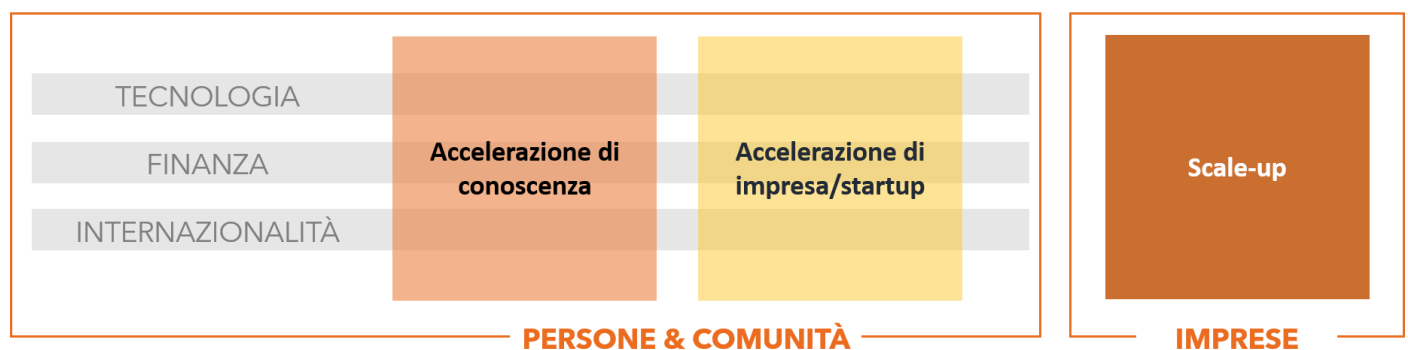 TECNOLOGIA
FINANZA
INTERNAZIONALITÀ
Accelerazione di
conoscenza
Accelerazione di
impresa/startup
Scale-up
PERSONE & COMUNITÀ
IMPRESE